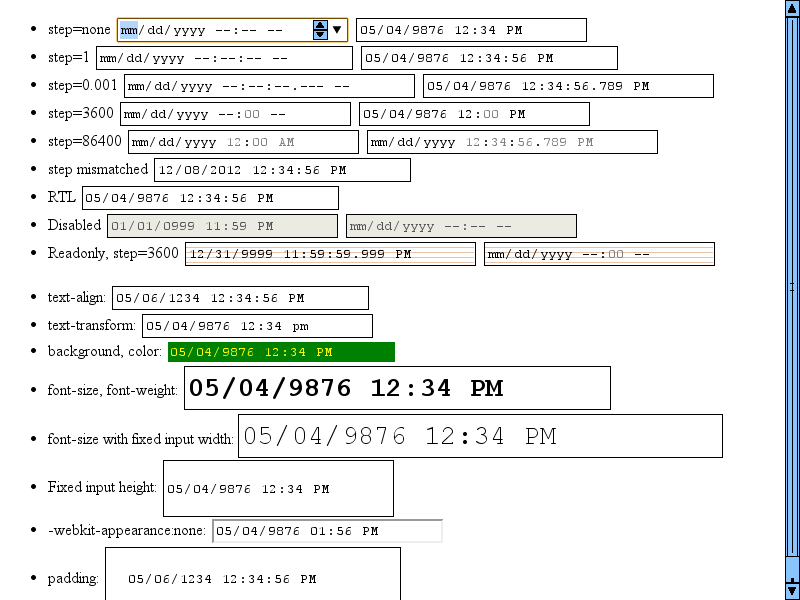 step=none mm/dd/yyyy --:-- -- 05/04/9876 12:34 PM
step=1 mm/dd/yyyy --:--:-- -- 05/04/9876 12:34:56 PM
step=0.001 mm/dd/yyyy --:--:--.--- -- 05/04/9876 12:34:56.789 PM
step=3600 mm/dd/yyyy --:00 -- 05/04/9876 12:00 PM
step=86400 mm/dd/yyyy 12:00 AM mm/dd/yyyy 12:34:56.789 PM
step mismatched 12/08/2012 12:34:56 PM
RTL 05/04/9876 12:34:56 PM
Disabled 01/01/0999 11:59 PM mm/dd/yyyy --:-- --
Readonly, step=3600 12/31/9999 11:59:59.999 PM mm/dd/yyyy --:00 --
text-align: 05/06/1234 12:34:56 PM
text-transform: 05/04/9876 12:34 pm
background, color: 05/04/9876 12:34 PM
font-size, font-weight: 05/04/9876 12:34 PM
font-size with fixed input width: 05/04/9876 12:34 PM
Fixed input height: 05/04/9876 12:34 PM
-webkit-appearance:none: 05/04/9876 01:56 PM
padding: 05/06/1234 12:34:56 PM